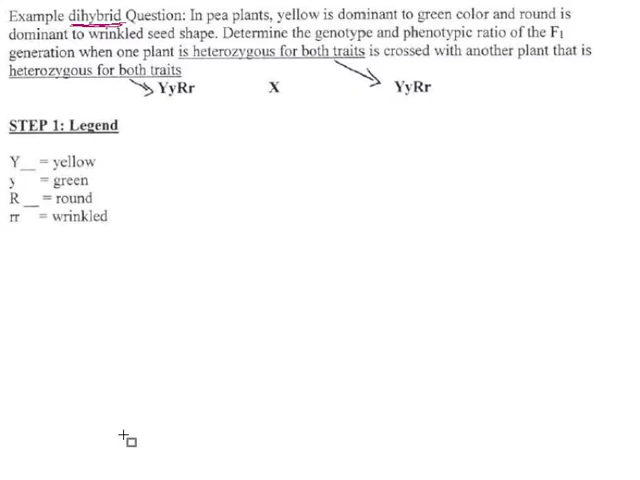 Example dihybrid Question: In pea plants, yellow is dominant to green color and round is
dominant to wrinkled seed shape. Determine the genotype and phenotypic ratio of the F1
generation when one plant is heterozygous for both traits is crossed with another plant that is
heterozygous for both traits
YyRr X YyRr
STEP 1: Legend
Y__ = yellow
y = green
R__ = round
rr = wrinkled